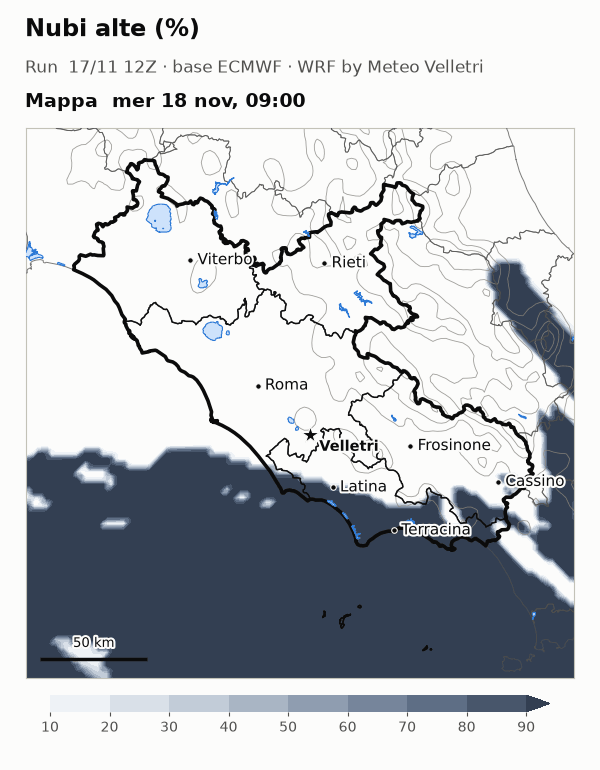 Nubi alte (%)
Run 17/11 12Z · base ECMWF · WRF by Meteo Velletri
Mappa mer 18 nov, 09:00
Viterbo
Rieti
Roma
Velletri
Frosinone
Latina
Cassino
Terracina
50 km
10 20 30 40 50 60 70 80 90